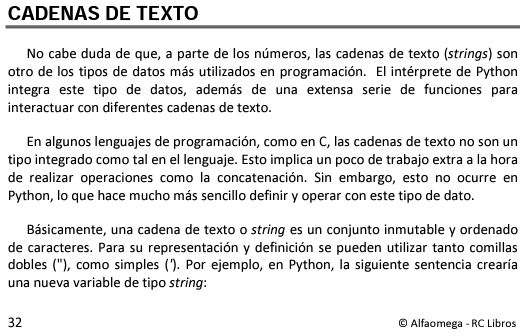 CADENAS DE TEXTO
No cabe duda de que, a parte de los números, las cadenas de texto (strings) son
otro de los tipos de datos más utilizados en programación. El intérprete de Python
integra este tipo de datos, además de una extensa serie de funciones para
interactuar con diferentes cadenas de texto.
En algunos lenguajes de programación, como en C, las cadenas de texto no son un
tipo integrado como tal en el lenguaje. Esto implica un poco de trabajo extra a la hora
de realizar operaciones como la concatenación. Sin embargo, esto no ocurre en
Python, lo que hace mucho más sencillo definir y operar con este tipo de dato.
Básicamente, una cadena de texto o string es un conjunto inmutable y ordenado
de caracteres. Para su representación y definición se pueden utilizar tanto comillas
dobles ("), como simples ('). Por ejemplo, en Python, la siguiente sentencia crearía
una nueva variable de tipo string:
32
© Alfaomega - RC Libros